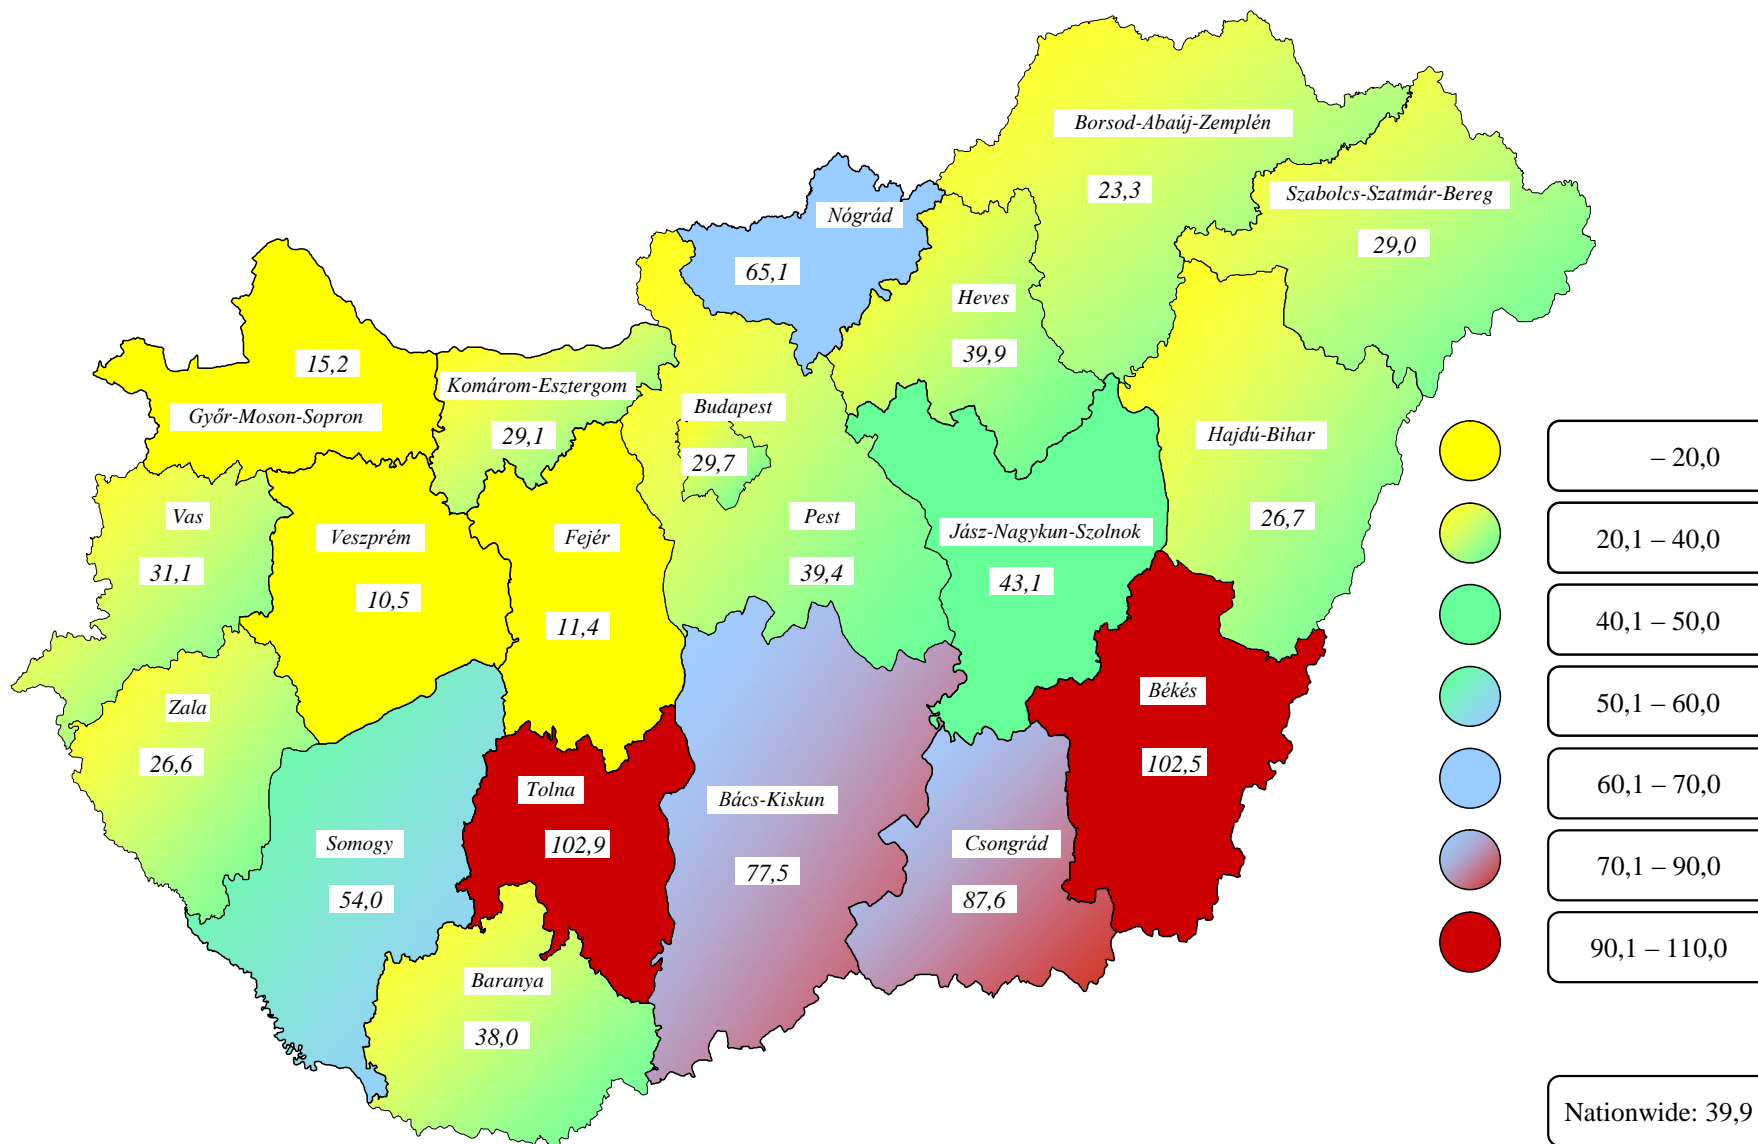 Borsod-Abaúj-Zemplén
23,3
Szabolcs-Szatmár-Bereg
29,0
Nógrád
65,1
Heves
39,9
15,2
Győr-Moson-Sopron
Komárom-Esztergom
29,1
Budapest
29,7
Hajdú-Bihar
26,7
Vas
31,1
Veszprém
10,5
Fejér
11,4
Pest
39,4
Jász-Nagykun-Szolnok
43,1
Zala
26,6
Békés
102,5
Tolna
102,9
Bács-Kiskun
77,5
Somogy
54,0
Csongrád
87,6
Baranya
38,0
– 20,0
20,1 – 40,0
40,1 – 50,0
50,1 – 60,0
60,1 – 70,0
70,1 – 90,0
90,1 – 110,0
Nationwide: 39,9